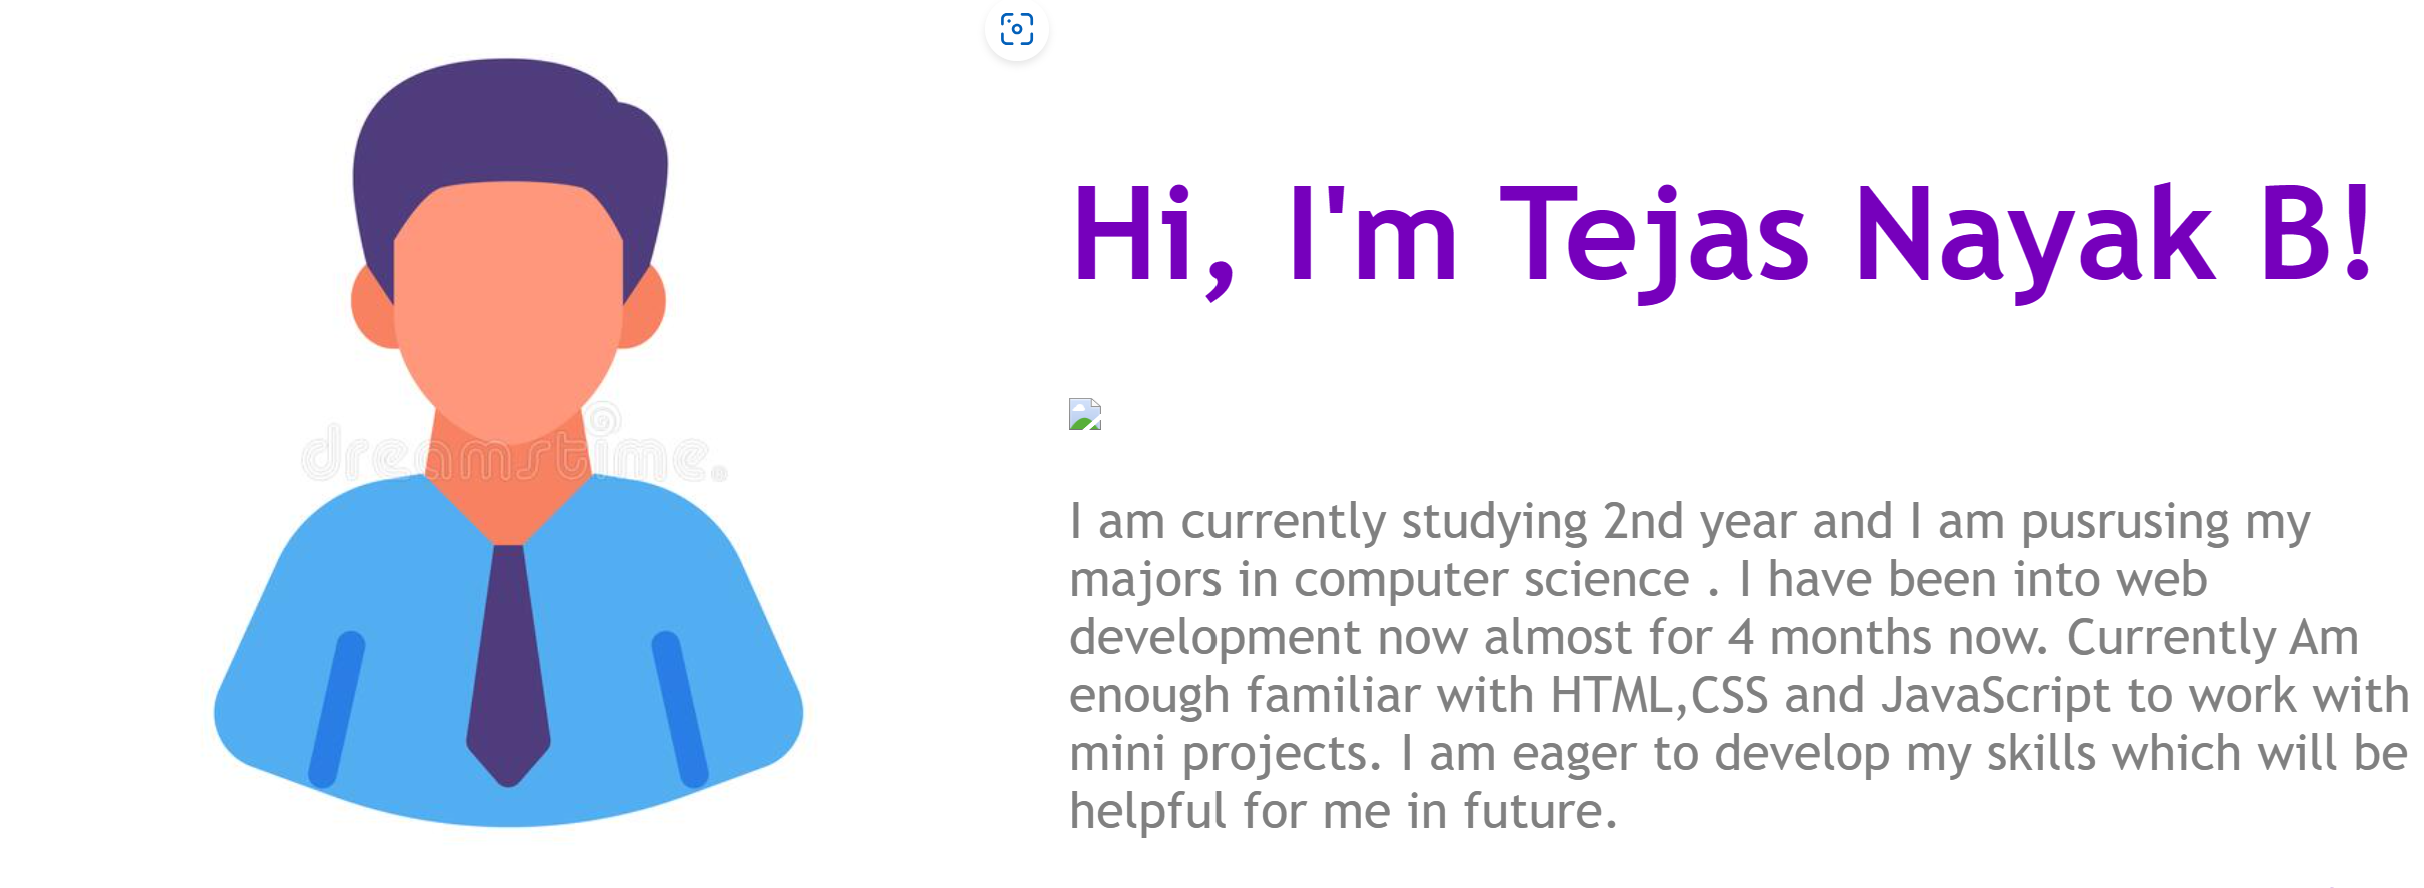 Hi, I'm Tejas Nayak B!
dreamstime.
I am currently studying 2nd year and I am pusrusing my
majors in computer science . I have been into web
development now almost for 4 months now. Currently Am
enough familiar with HTML,CSS and JavaScript to work with
mini projects. I am eager to develop my skills which will be
helpful for me in future.